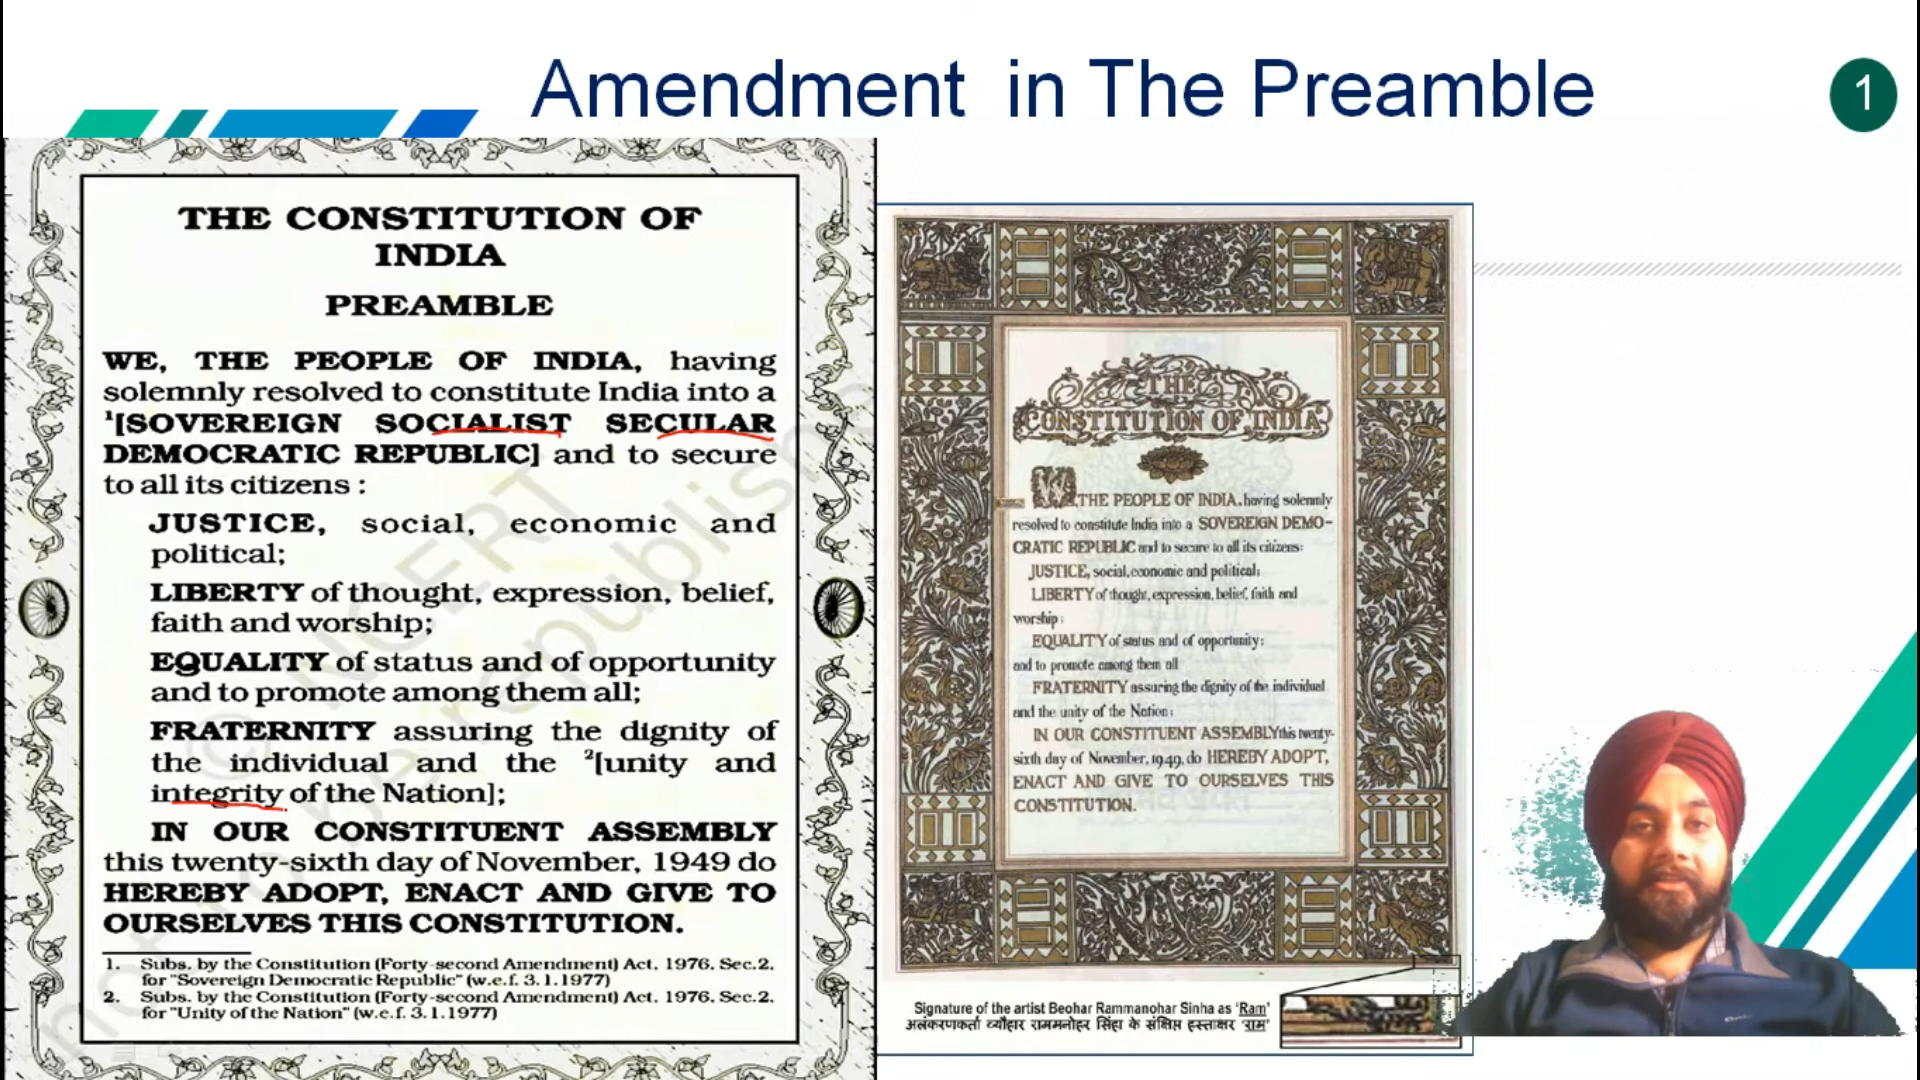 Amendment in The Preamble
1
THE CONSTITUTION OF
INDIA
PREAMBLE
WE, THE PEOPLE OF INDIA, having
solemnly resolved to constitute India into a
¹[SOVEREIGN SOCIALIST SECULAR
DEMOCRATIC REPUBLIC] and to secure
to all its citizens :
JUSTICE, social, economic and
political;
LIBERTY of thought, expression, belief,
faith and worship;
EQUALITY of status and of opportunity
and to promote among them all;
FRATERNITY assuring the dignity of
the individual and the ²[unity and
integrity of the Nation];
IN OUR CONSTITUENT ASSEMBLY
this twenty-sixth day of November, 1949 do
HEREBY ADOPT, ENACT AND GIVE TO
OURSELVES THIS CONSTITUTION.
1. Subs. by the Constitution (Forty-second Amendment) Act, 1976, Sec.2,
for "Sovereign Democratic Republic" (w.e.f. 3.1.1977)
2. Subs. by the Constitution (Forty-second Amendment) Act, 1976, Sec.2,
for "Unity of the Nation" (w.e.f. 3.1.1977)
© NCERT
not to be republished
THE
CONSTITUTION OF INDIA
WE, THE PEOPLE OF INDIA, having solemnly
resolved to constitute India into a SOVEREIGN DEMO-
CRATIC REPUBLIC and to secure to all its citizens:
JUSTICE, social, economic and political;
LIBERTY of thought, expression, belief, faith and
worship;
EQUALITY of status and of opportunity;
and to promote among them all
FRATERNITY assuring the dignity of the individual
and the unity of the Nation;
IN OUR CONSTITUENT ASSEMBLY this twenty-
sixth day of November, 1949, do HEREBY ADOPT,
ENACT AND GIVE TO OURSELVES THIS
CONSTITUTION.
Signature of the artist Beohar Rammanohar Sinha as 'Ram'
अलंकरणकर्ता व्यौहार राममनोहर सिंहा के संक्षिप्त हस्ताक्षर 'राम'